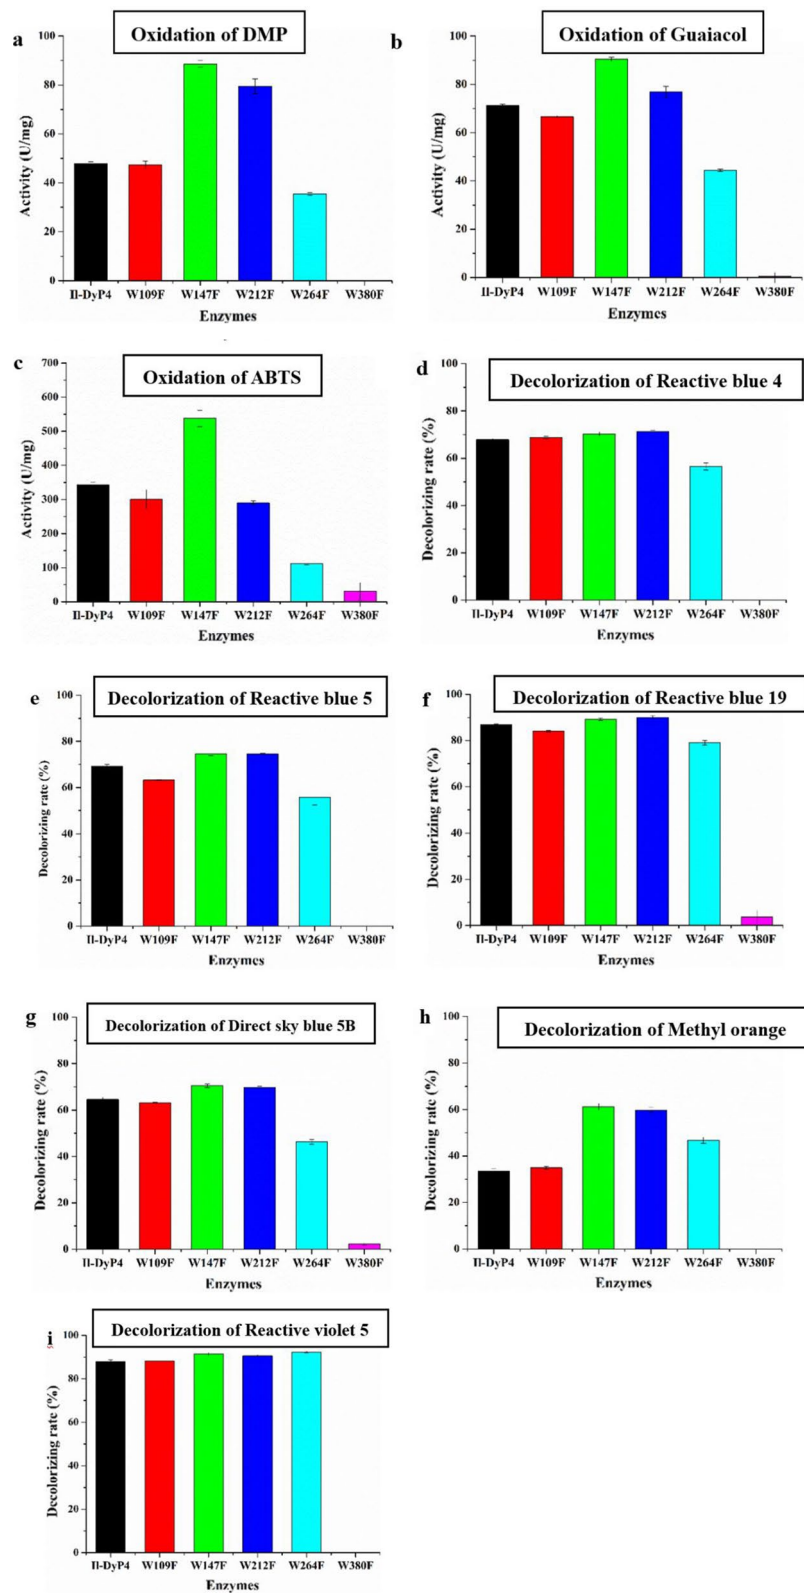 a
Oxidation of DMP
Activity (U/mg)
100
80
60
40
20
0
Il-DyP4 W109F W147F W212F W264F W380F
Enzymes
b
Oxidation of Guaiacol
Activity (U/mg)
100
80
60
40
20
0
Il-DyP4 W109F W147F W212F W264F W380F
Enzymes
c
Oxidation of ABTS
Activity (U/mg)
700
600
500
400
300
200
100
0
Il-DyP4 W109F W147F W212F W264F W380F
Enzymes
d
Decolorization of Reactive blue 4
Decolorizing rate (%)
100
80
60
40
20
0
Il-DyP4 W109F W147F W212F W264F W380F
Enzymes
e
Decolorization of Reactive blue 5
Decolorizing rate (%)
100
80
60
40
20
0
Il-DyP4 W109F W147F W212F W264F W380F
Enzymes
f
Decolorization of Reactive blue 19
Decolorizing rate (%)
100
80
60
40
20
0
Il-DyP4 W109F W147F W212F W264F W380F
Enzymes
g
Decolorization of Direct sky blue 5B
Decolorizing rate (%)
100
80
60
40
20
0
Il-DyP4 W109F W147F W212F W264F W380F
Enzymes
h
Decolorization of Methyl orange
Decolorizing rate (%)
100
80
60
40
20
0
Il-DyP4 W109F W147F W212F W264F W380F
Enzymes
i
Decolorization of Reactive violet 5
Decolorizing rate (%)
100
80
60
40
20
0
Il-DyP4 W109F W147F W212F W264F W380F
Enzymes